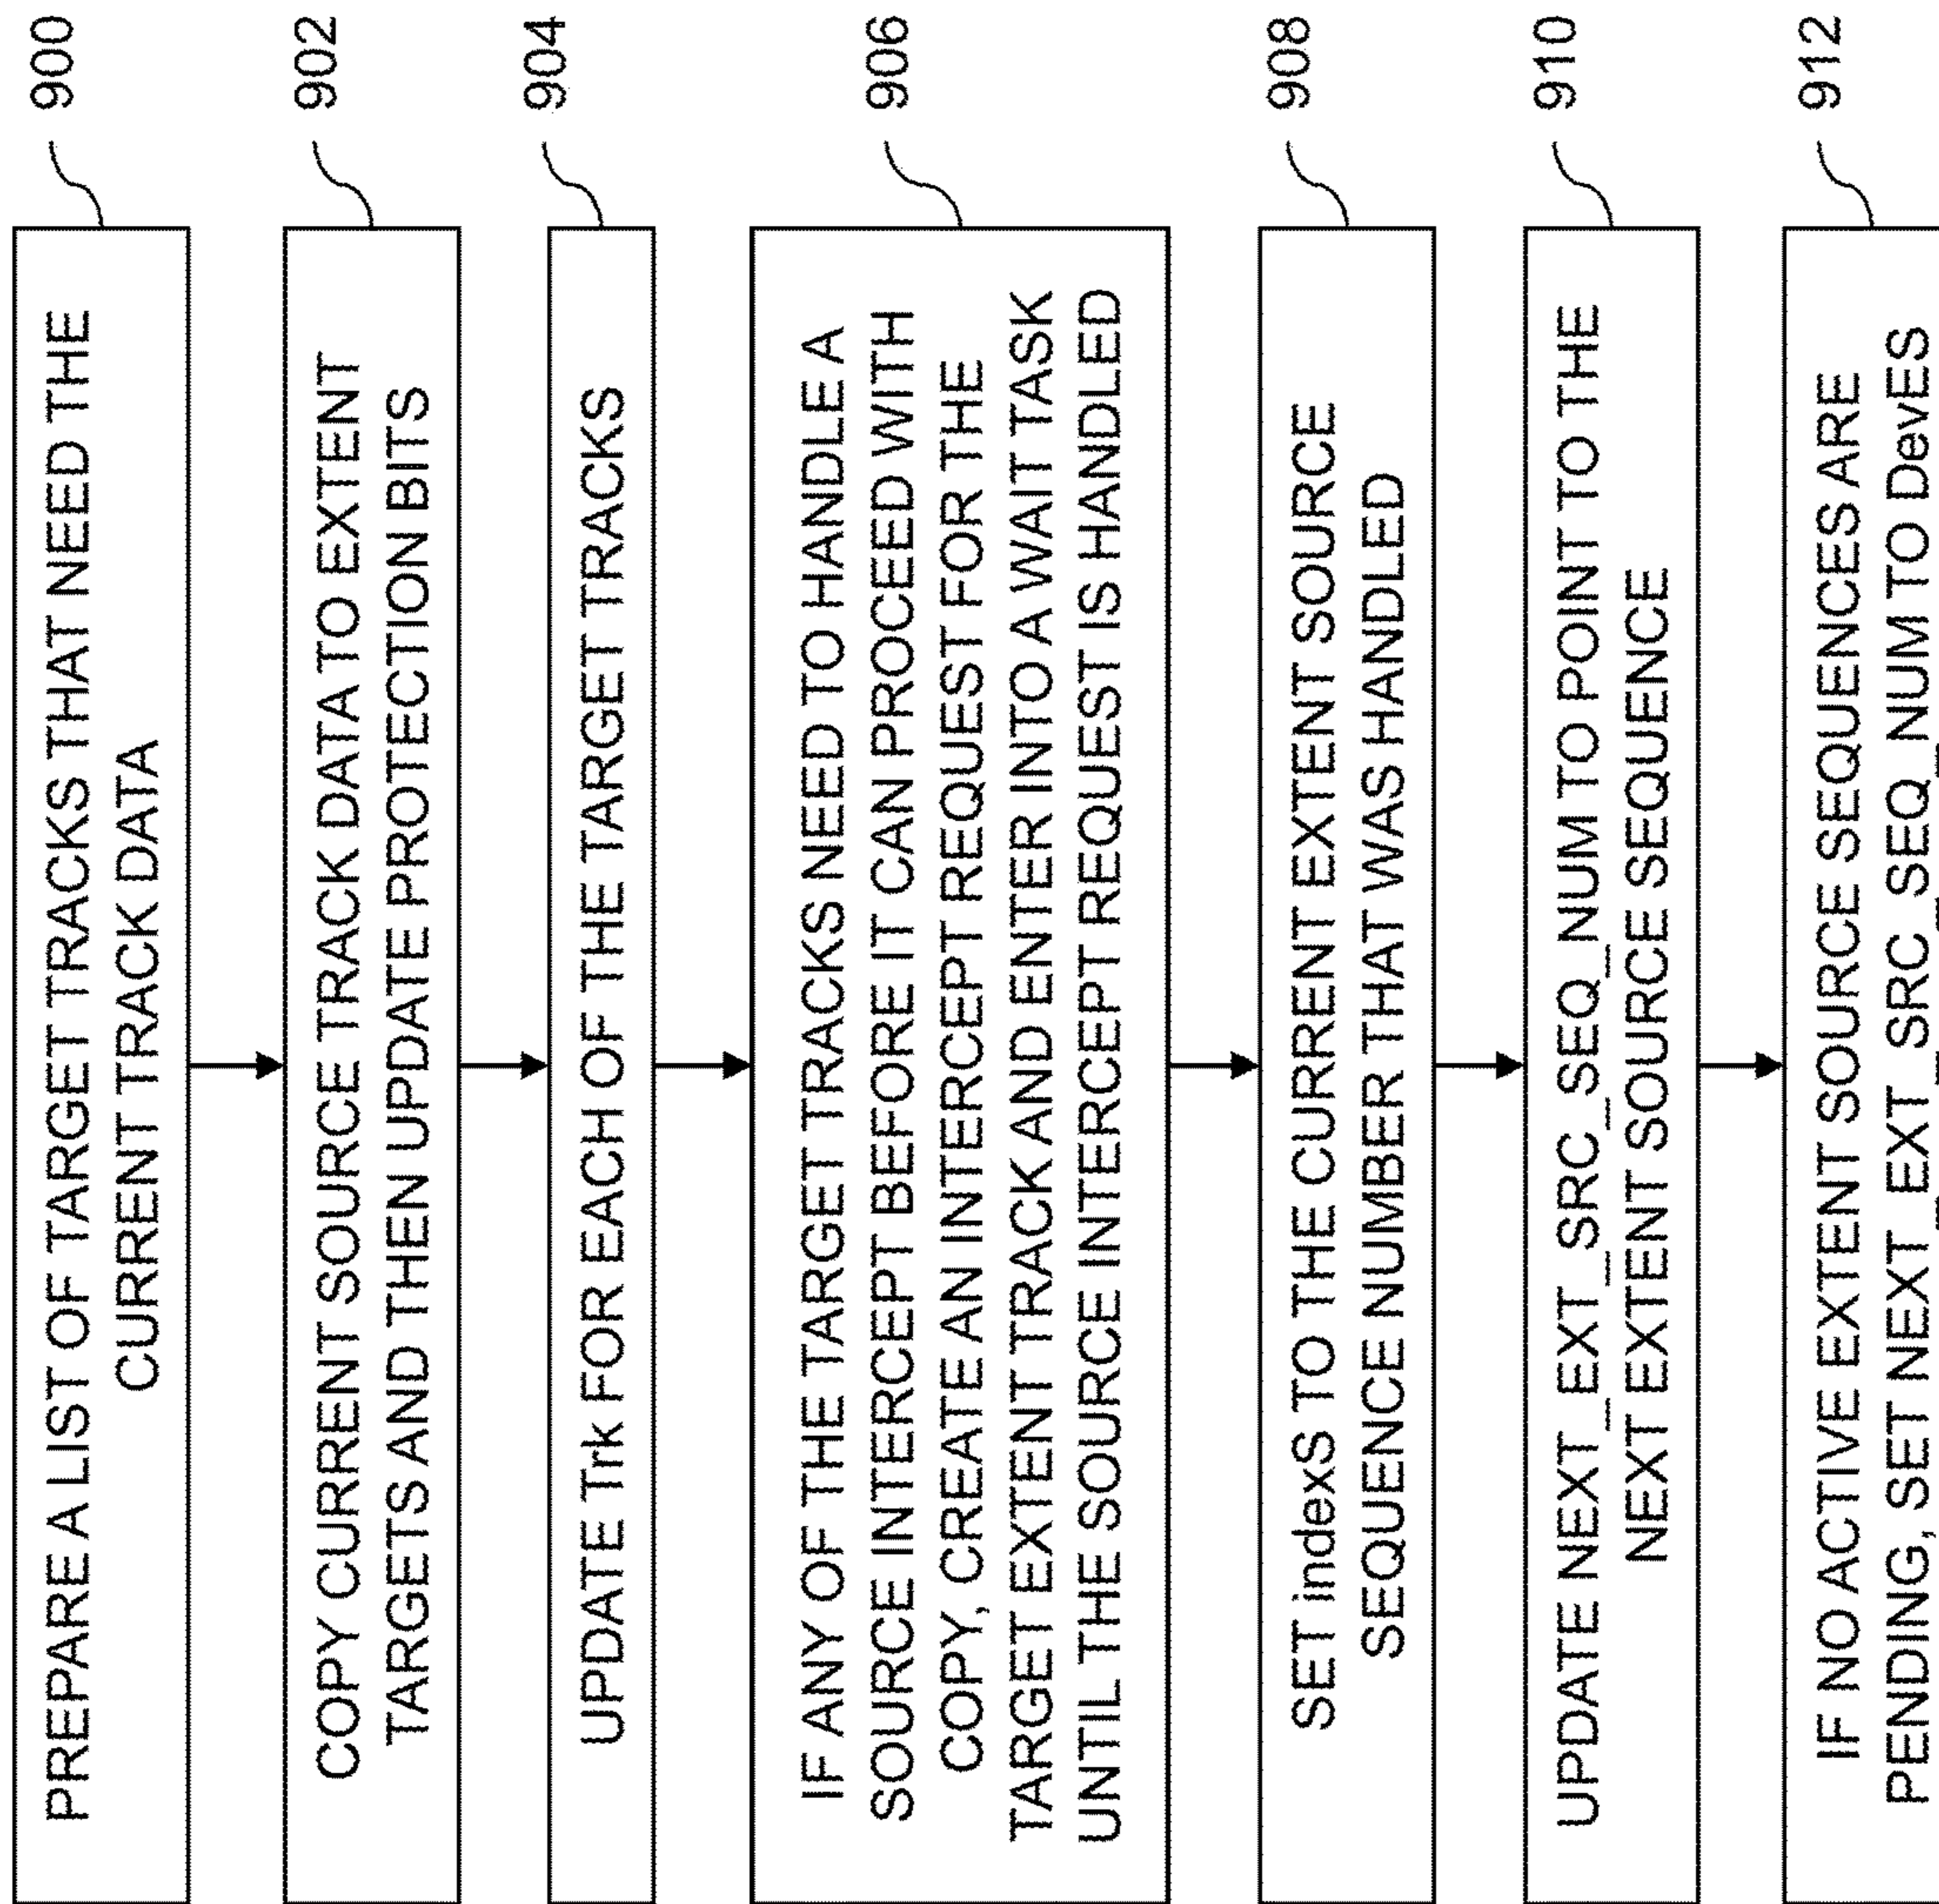 900
PREPARE A LIST OF TARGET TRACKS THAT NEED THE
CURRENT TRACK DATA
902
COPY CURRENT SOURCE TRACK DATA TO EXTENT
TARGETS AND THEN UPDATE PROTECTION BITS
904
UPDATE Trk FOR EACH OF THE TARGET TRACKS
906
IF ANY OF THE TARGET TRACKS NEED TO HANDLE A
SOURCE INTERCEPT BEFORE IT CAN PROCEED WITH
COPY, CREATE AN INTERCEPT REQUEST FOR THE
TARGET EXTENT TRACK AND ENTER INTO A WAIT TASK
UNTIL THE SOURCE INTERCEPT REQUEST IS HANDLED
908
SET indexS TO THE CURRENT EXTENT SOURCE
SEQUENCE NUMBER THAT WAS HANDLED
910
UPDATE NEXT_EXT_SRC_SEQ_NUM TO POINT TO THE
NEXT EXTENT SOURCE SEQUENCE
912
IF NO ACTIVE EXTENT SOURCE SEQUENCES ARE
PENDING, SET NEXT_EXT_SRC_SEQ_NUM TO DevES